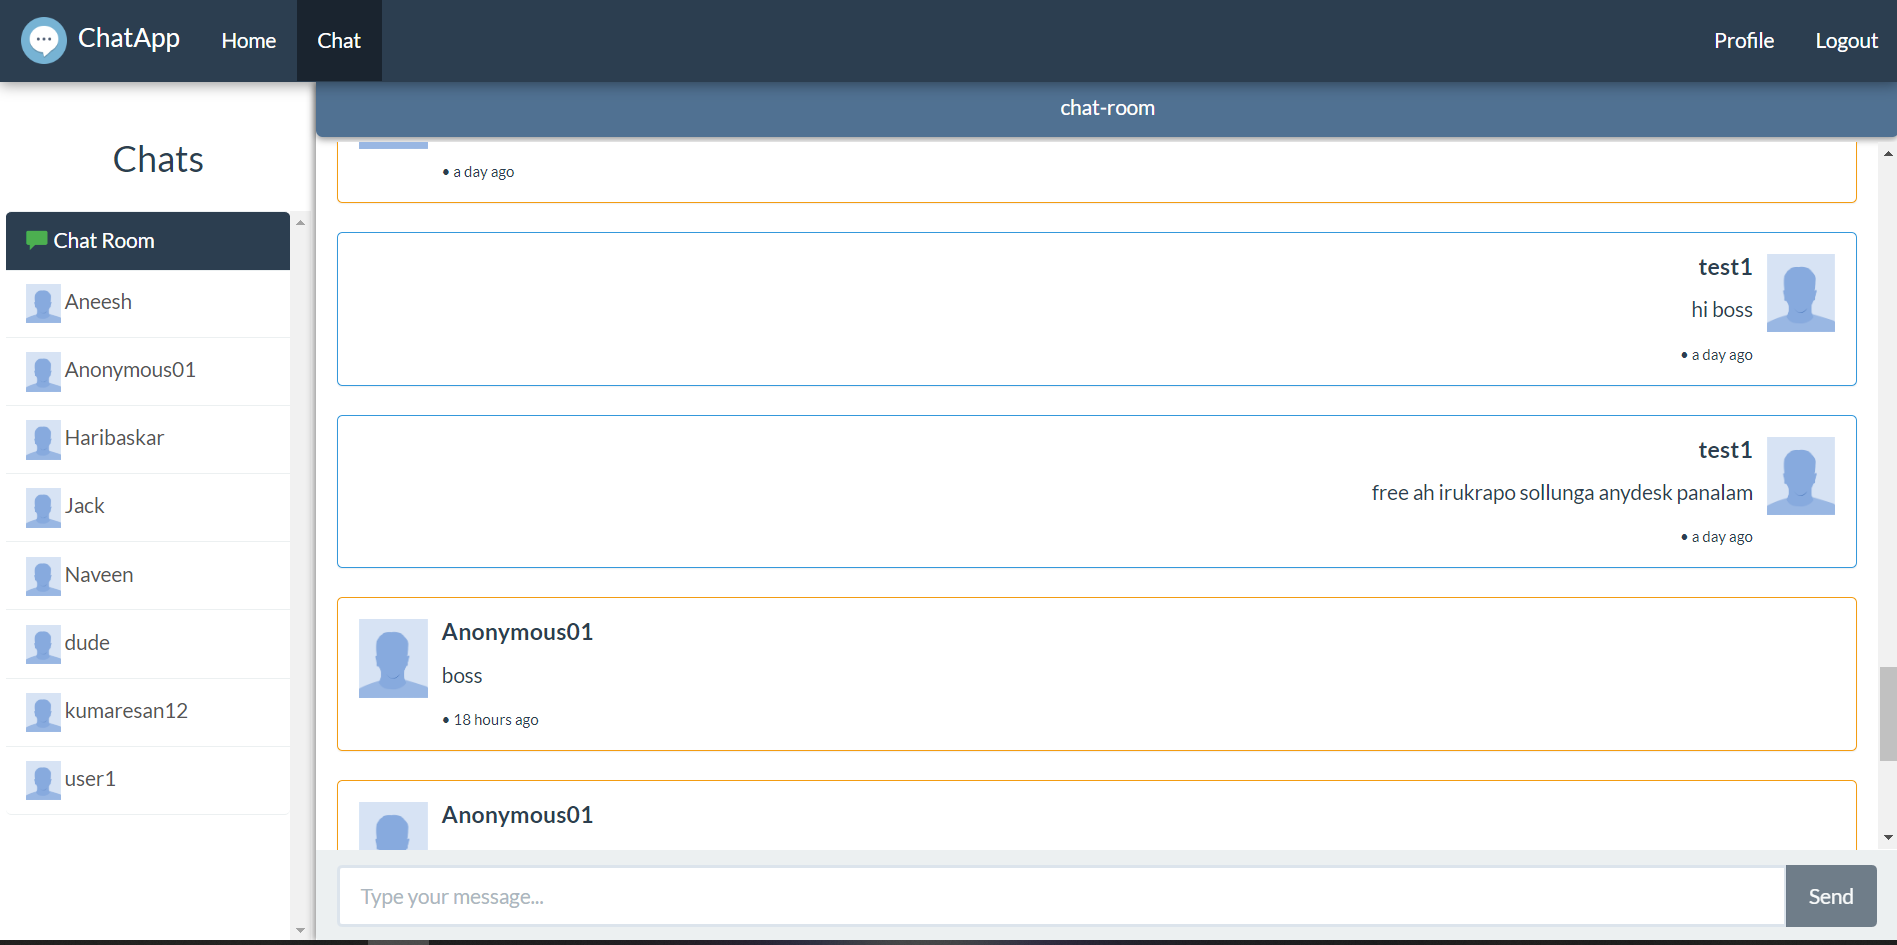 ChatApp
Home
Chat
Profile
Logout
Chats
Chat Room
Aneesh
Anonymous01
Haribaskar
Jack
Naveen
dude
kumaresan12
user1
chat-room
• a day ago
test1
hi boss
• a day ago
test1
free ah irukrapo sollunga anydesk panalam
• a day ago
Anonymous01
boss
• 18 hours ago
Anonymous01
Type your message...
Send